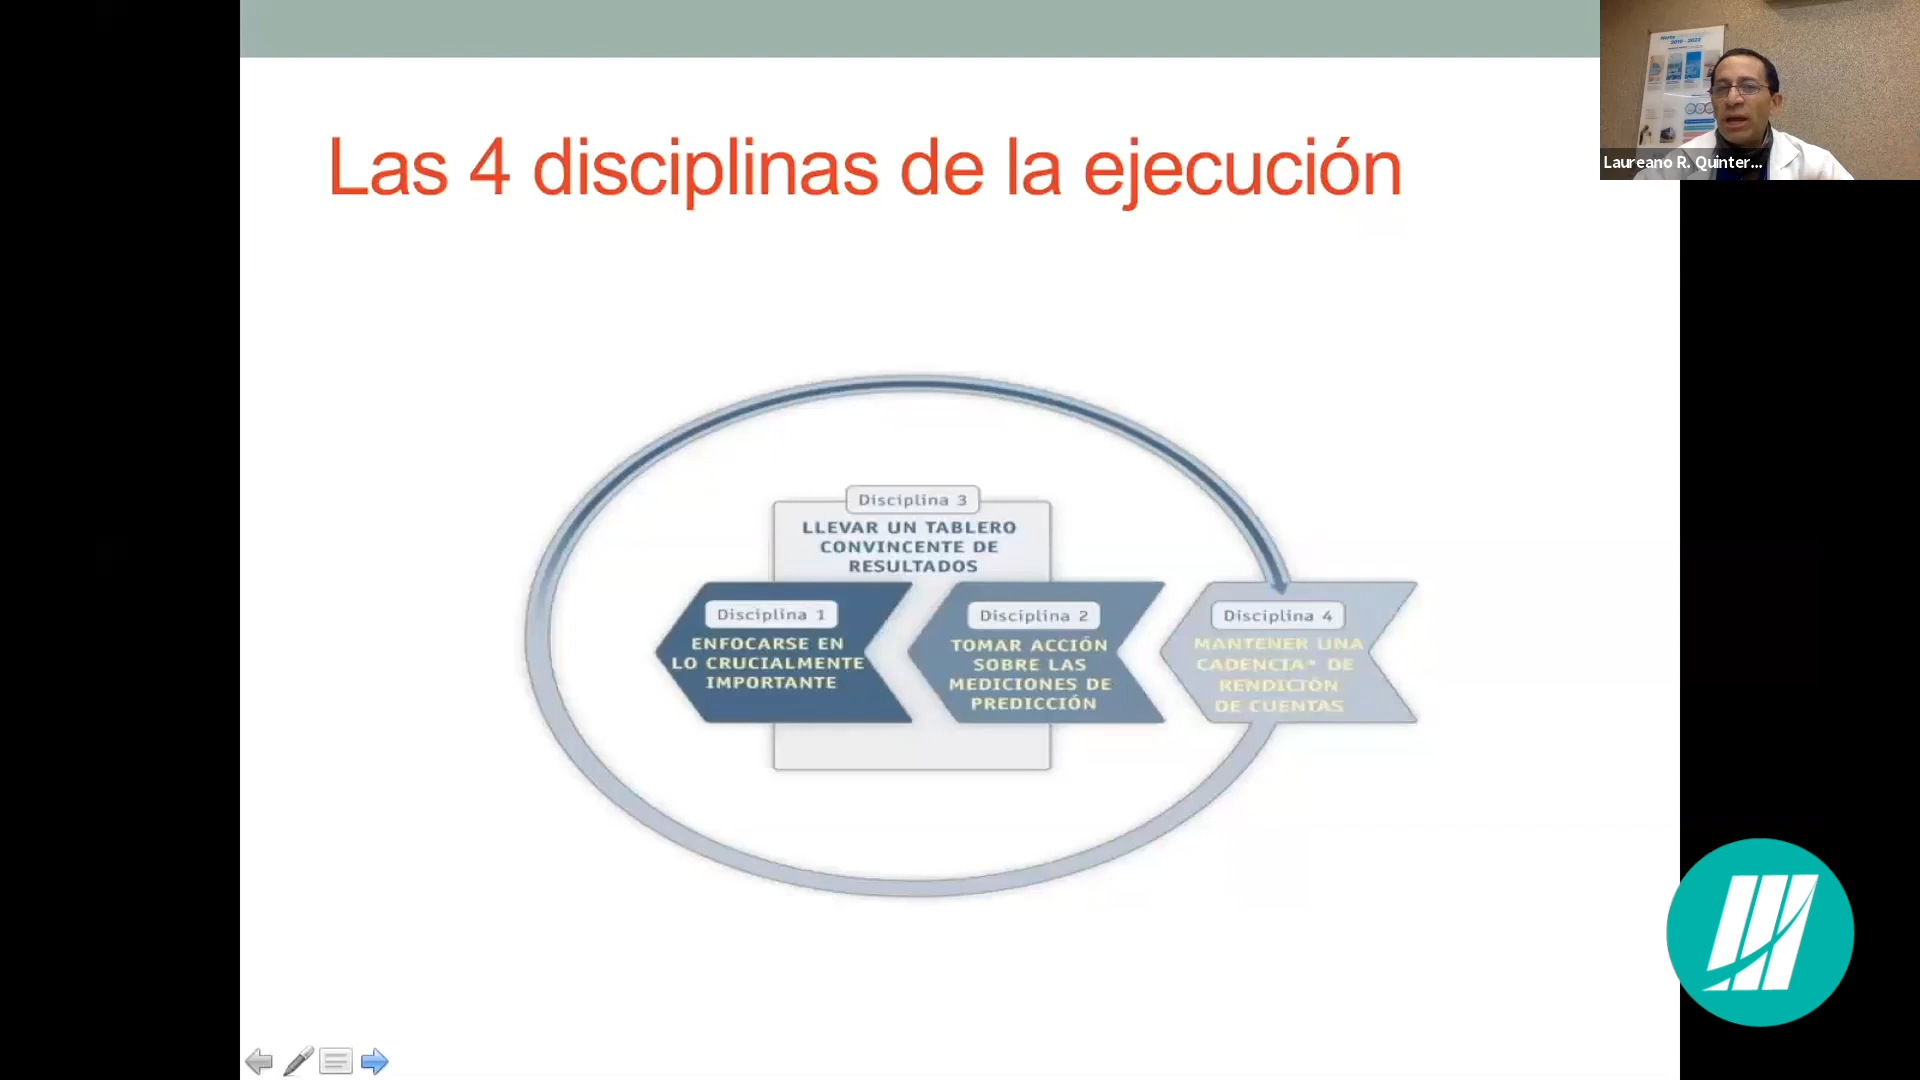 Las 4 disciplinas de la ejecución
Disciplina 3
LLEVAR UN TABLERO
CONVINCENTE DE
RESULTADOS
Disciplina 1
ENFOCARSE EN
LO CRUCIALMENTE
IMPORTANTE
Disciplina 2
TOMAR ACCIÓN
SOBRE LAS
MEDICIONES DE
PREDICCIÓN
Disciplina 4
MANTENER UNA
CADENCIA* DE
RENDICIÓN
DE CUENTAS
Laureano R. Quinter...
2019 - 2023